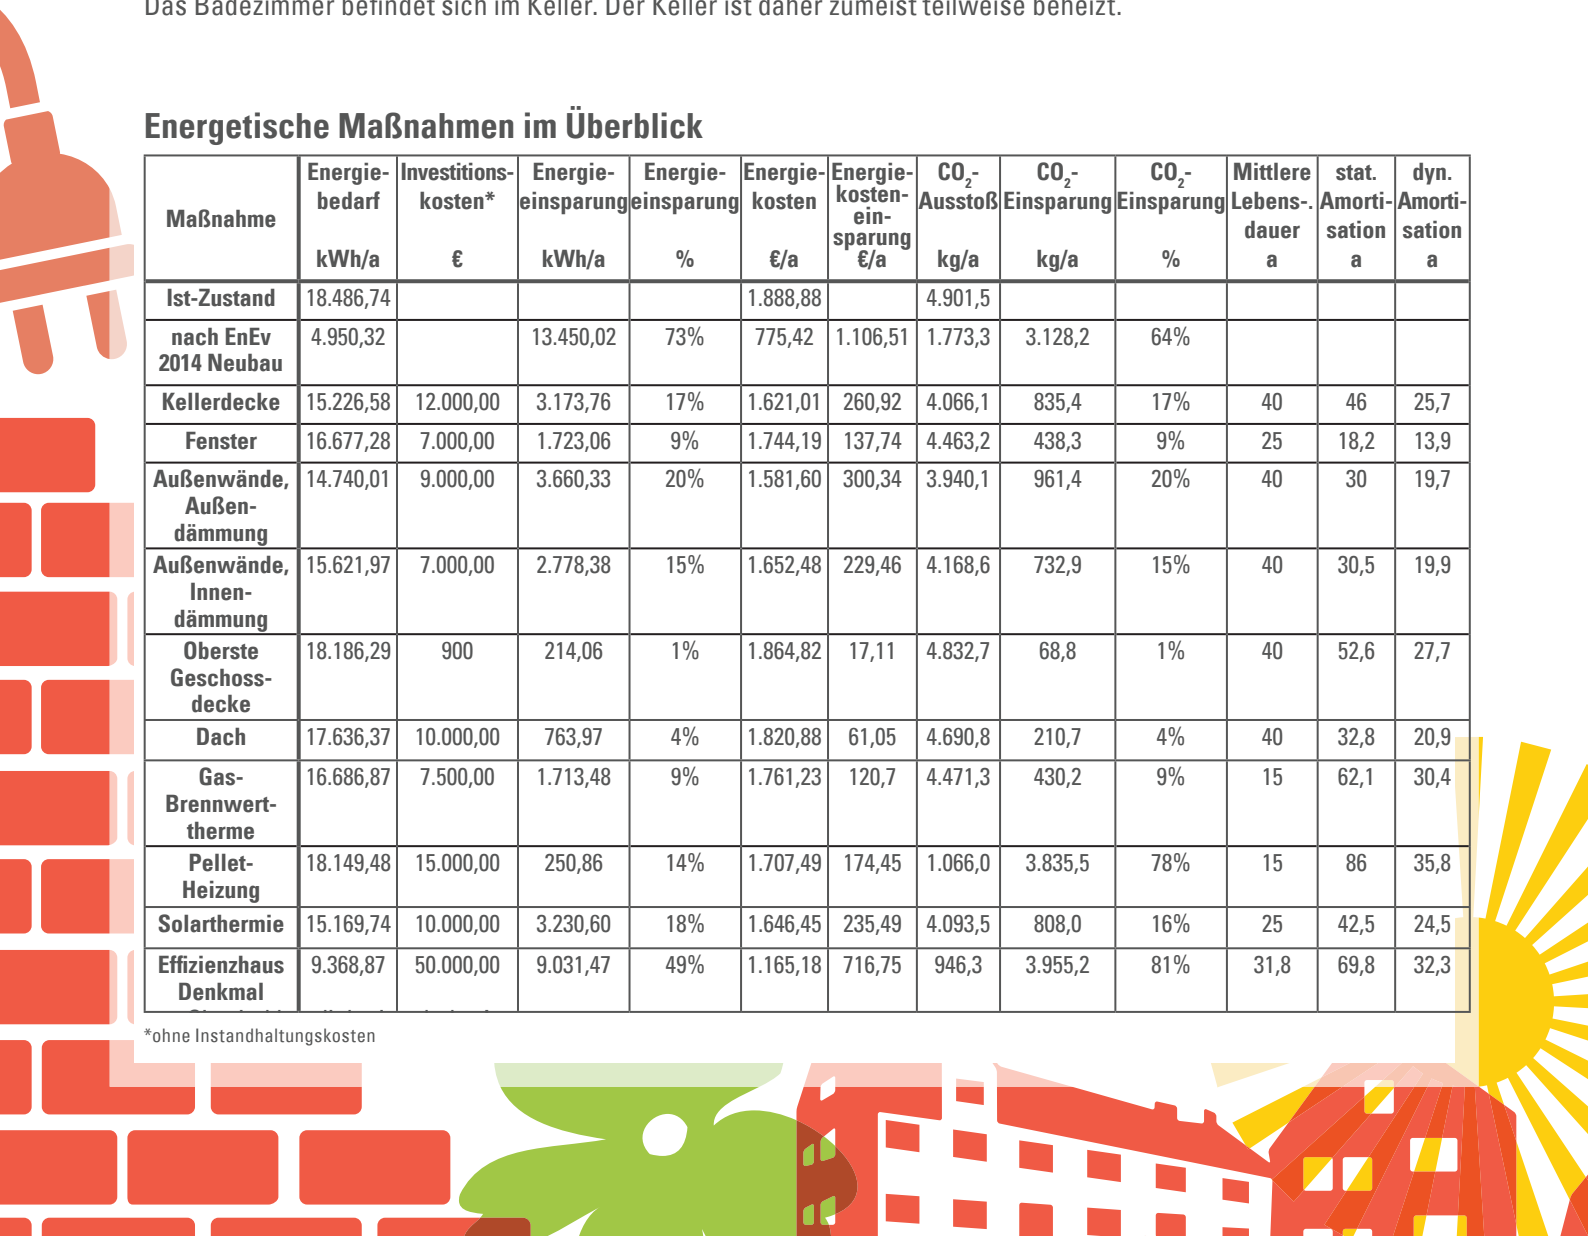 Das Badezimmer befindet sich im Keller. Der Keller ist daher zumeist teilweise beheizt.
Energetische Maßnahmen im Überblick
Maßnahme | Energie-bedarf kWh/a | Investitions-kosten* € | Energie-einsparung kWh/a | Energie-einsparung % | Energie-kosten €/a | Energie-kosten-ein-sparung €/a | CO₂-Ausstoß kg/a | CO₂-Einsparung kg/a | CO₂-Einsparung % | Mittlere Lebens-. dauer a | stat. Amorti-sation a | dyn. Amorti-sation a
Ist-Zustand | 18.486,74 | | | | 1.888,88 | | 4.901,5 | | | | |
nach EnEv 2014 Neubau | 4.950,32 | | 13.450,02 | 73% | 775,42 | 1.106,51 | 1.773,3 | 3.128,2 | 64% | | |
Kellerdecke | 15.226,58 | 12.000,00 | 3.173,76 | 17% | 1.621,01 | 260,92 | 4.066,1 | 835,4 | 17% | 40 | 46 | 25,7
Fenster | 16.677,28 | 7.000,00 | 1.723,06 | 9% | 1.744,19 | 137,74 | 4.463,2 | 438,3 | 9% | 25 | 18,2 | 13,9
Außenwände, Außen-dämmung | 14.740,01 | 9.000,00 | 3.660,33 | 20% | 1.581,60 | 300,34 | 3.940,1 | 961,4 | 20% | 40 | 30 | 19,7
Außenwände, Innen-dämmung | 15.621,97 | 7.000,00 | 2.778,38 | 15% | 1.652,48 | 229,46 | 4.168,6 | 732,9 | 15% | 40 | 30,5 | 19,9
Oberste Geschoss-decke | 18.186,29 | 900 | 214,06 | 1% | 1.864,82 | 17,11 | 4.832,7 | 68,8 | 1% | 40 | 52,6 | 27,7
Dach | 17.636,37 | 10.000,00 | 763,97 | 4% | 1.820,88 | 61,05 | 4.690,8 | 210,7 | 4% | 40 | 32,8 | 20,9
Gas-Brennwert-therme | 16.686,87 | 7.500,00 | 1.713,48 | 9% | 1.761,23 | 120,7 | 4.471,3 | 430,2 | 9% | 15 | 62,1 | 30,4
Pellet-Heizung | 18.149,48 | 15.000,00 | 250,86 | 14% | 1.707,49 | 174,45 | 1.066,0 | 3.835,5 | 78% | 15 | 86 | 35,8
Solarthermie | 15.169,74 | 10.000,00 | 3.230,60 | 18% | 1.646,45 | 235,49 | 4.093,5 | 808,0 | 16% | 25 | 42,5 | 24,5
Effizienzhaus Denkmal | 9.368,87 | 50.000,00 | 9.031,47 | 49% | 1.165,18 | 716,75 | 946,3 | 3.955,2 | 81% | 31,8 | 69,8 | 32,3
*ohne Instandhaltungskosten